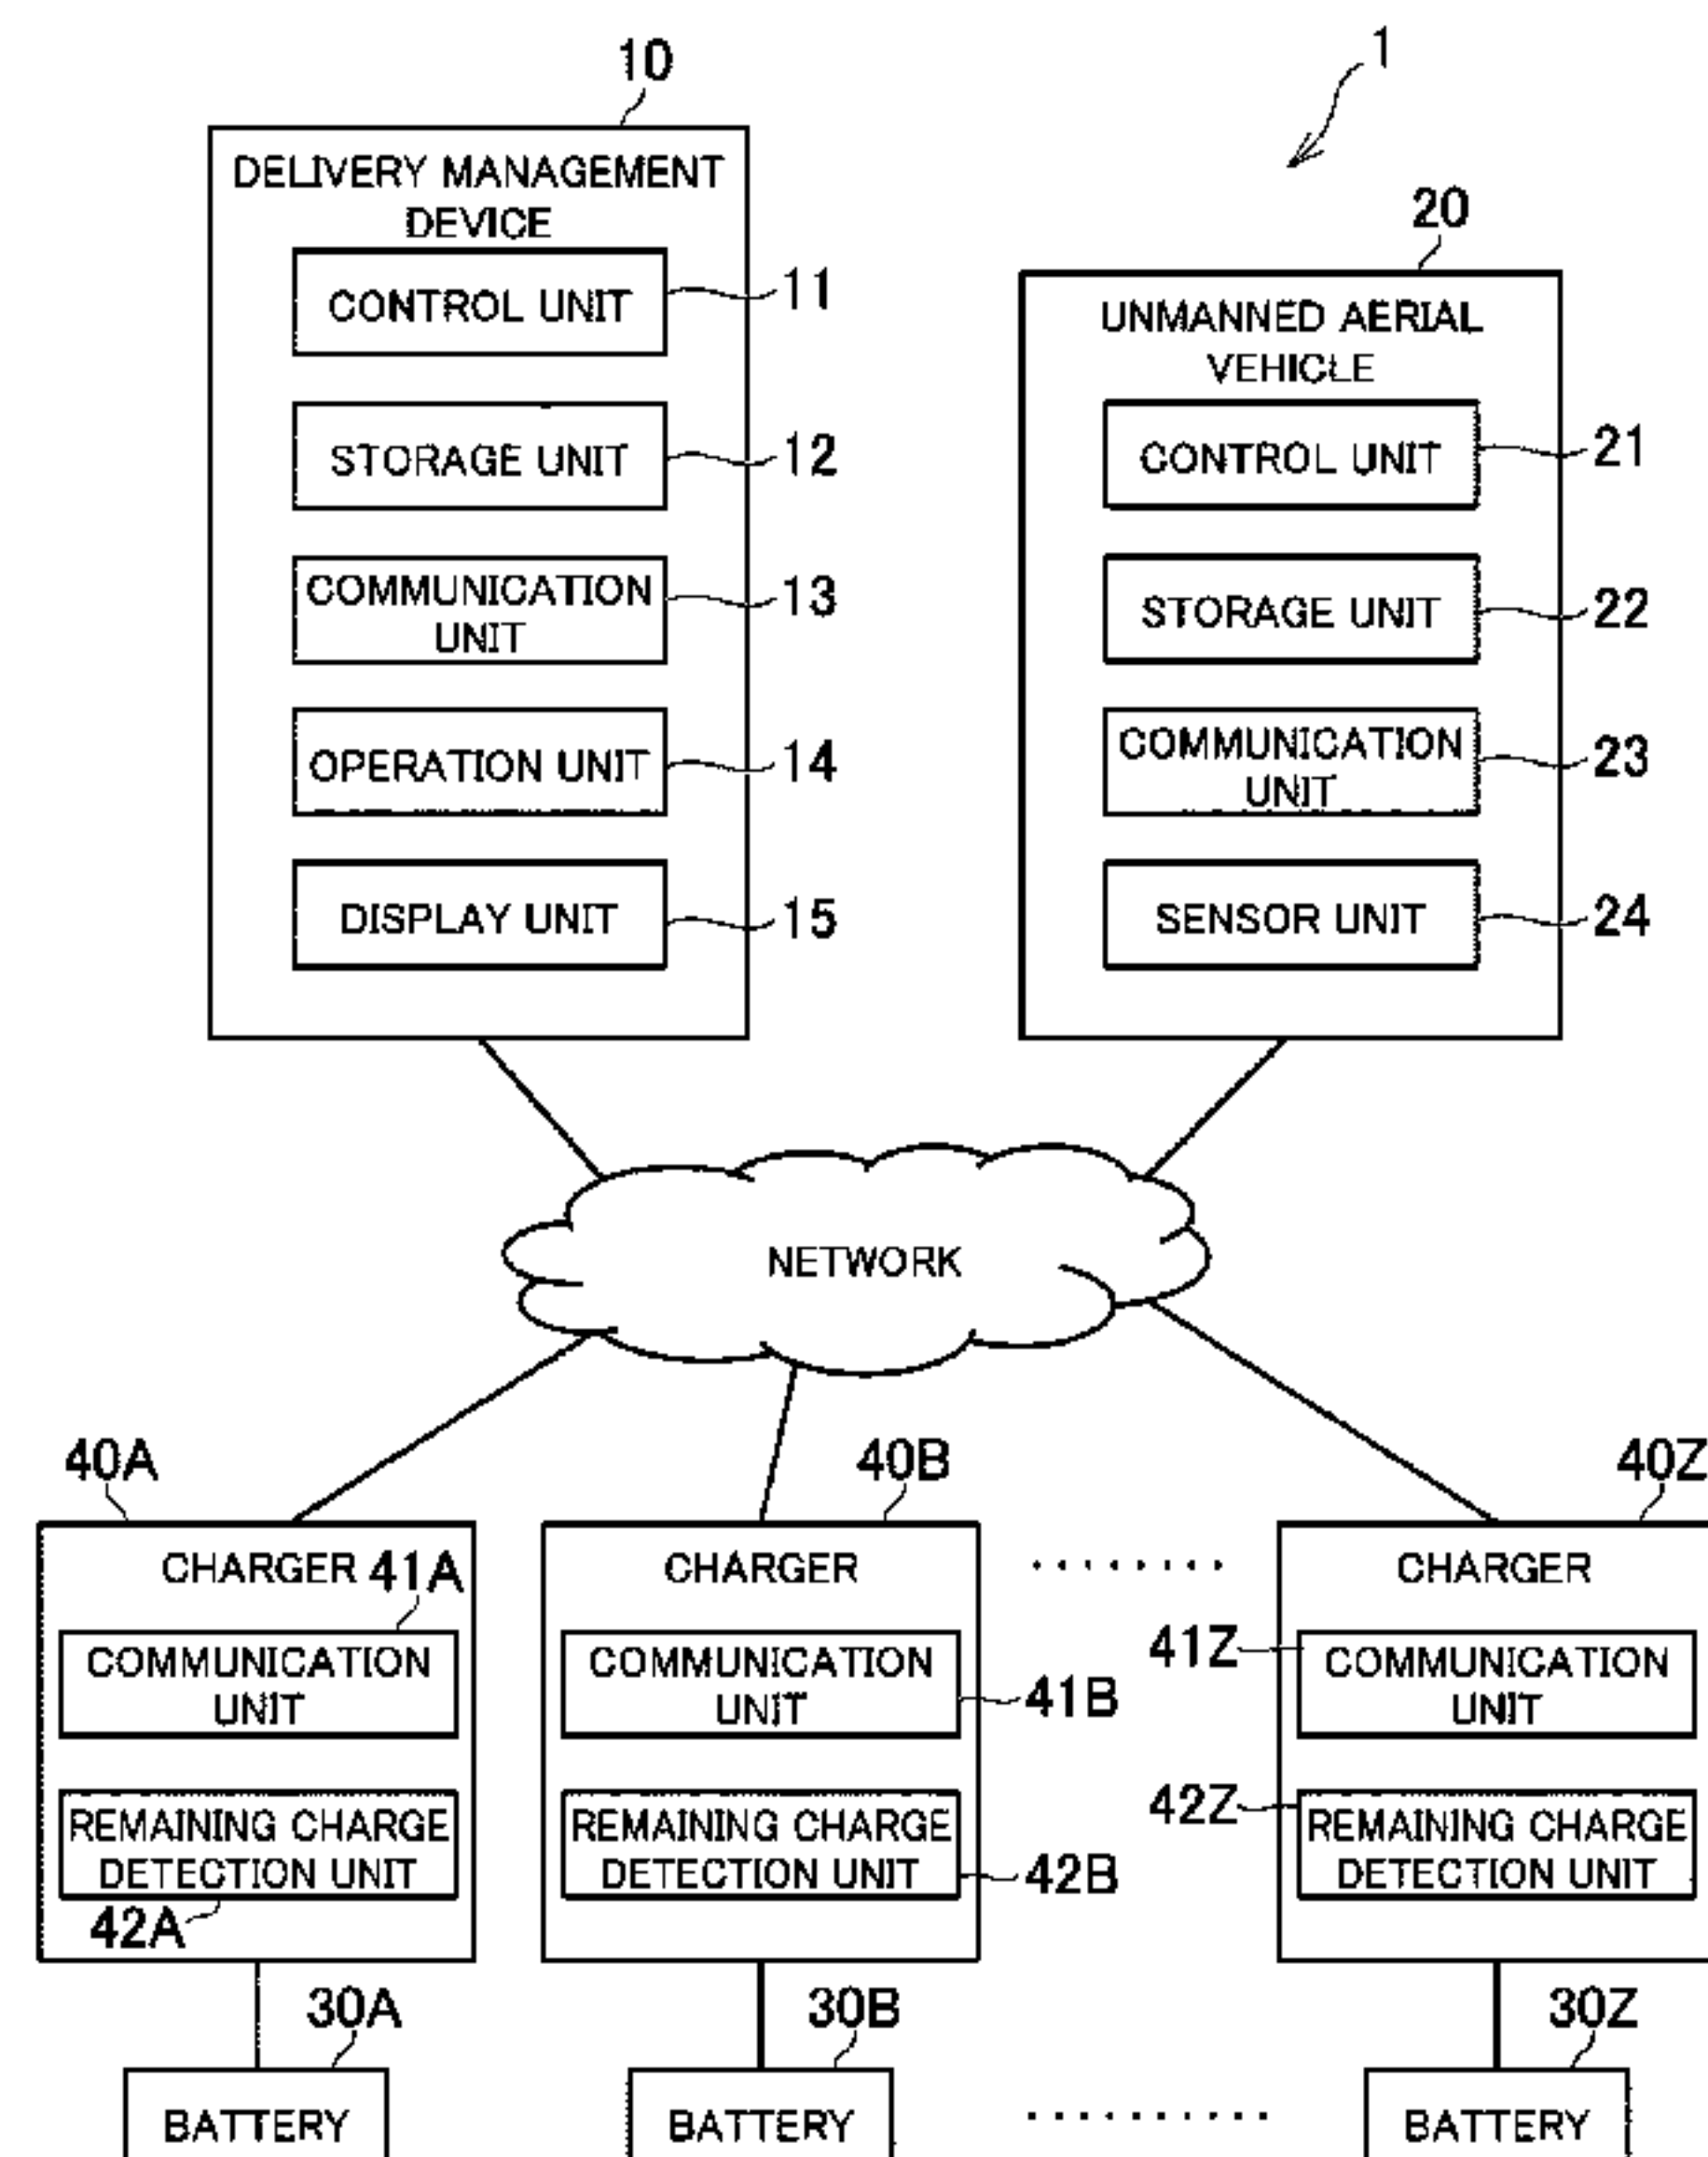 10
1
DELIVERY MANAGEMENT
DEVICE
CONTROL UNIT
11
STORAGE UNIT
12
COMMUNICATION
UNIT
13
OPERATION UNIT
14
DISPLAY UNIT
15
20
UNMANNED AERIAL
VEHICLE
CONTROL UNIT
21
STORAGE UNIT
22
COMMUNICATION
UNIT
23
SENSOR UNIT
24
NETWORK
40A
CHARGER
41A
COMMUNICATION
UNIT
REMAINING CHARGE
DETECTION UNIT
42A
30A
BATTERY
40B
CHARGER
COMMUNICATION
UNIT
41B
REMAINING CHARGE
DETECTION UNIT
42B
30B
BATTERY
40Z
CHARGER
41Z
COMMUNICATION
UNIT
42Z
REMAINING CHARGE
DETECTION UNIT
30Z
BATTERY